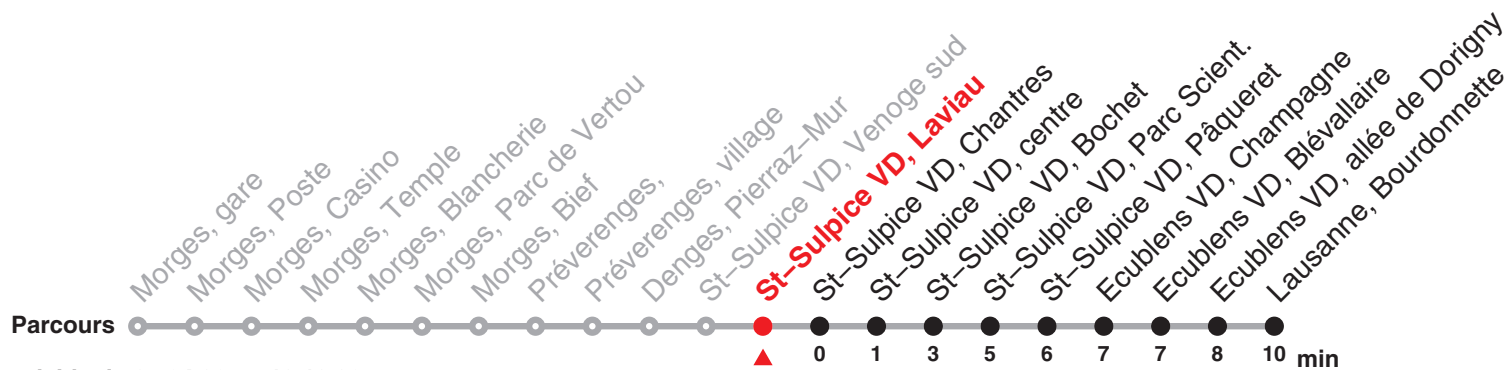 Morges, gare
Morges, Poste
Morges, Casino
Morges, Temple
Morges, Blancherie
Morges, Parc de Vertou
Morges, Bief
Préverenges,
Préverenges, village
Denges, Pierraz–Mur
St–Sulpice VD, Venoge sud
St–Sulpice VD, Laviau
St–Sulpice VD, Chantres
St–Sulpice VD, centre
St–Sulpice VD, Bochet
St–Sulpice VD, Parc Scient.
St–Sulpice VD, Pâqueret
Ecublens VD, Champagne
Ecublens VD, Blévallaire
Ecublens VD, allée de Dorigny
Lausanne, Bourdonnette
Parcours
0 1 3 5 6 7 7 8 10 min